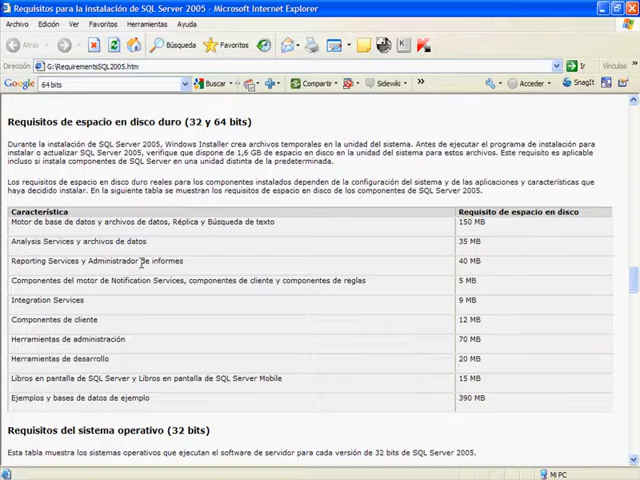 Requisitos para la instalación de SQL Server 2005 - Microsoft Internet Explorer
Archivo Edición Ver Favoritos Herramientas Ayuda
Atrás Búsqueda Favoritos
Dirección G:\RequirementsSQL2005.htm Ir Vínculos »
Google 64 bits Buscar Compartir Sidewiki » Acceder SnagIt
Requisitos de espacio en disco duro (32 y 64 bits)
Durante la instalación de SQL Server 2005, Windows Installer crea archivos temporales en la unidad del sistema. Antes de ejecutar el programa de instalación para
instalar o actualizar SQL Server 2005, verifique que dispone de 1,6 GB de espacio en disco en la unidad del sistema para estos archivos. Este requisito es aplicable
incluso si instala componentes de SQL Server en una unidad distinta de la predeterminada.
Los requisitos de espacio en disco duro reales para los componentes instalados dependen de la configuración del sistema y de las aplicaciones y características que
haya decidido instalar. En la siguiente tabla se muestran los requisitos de espacio en disco de los componentes de SQL Server 2005.
Característica Requisito de espacio en disco
Motor de base de datos y archivos de datos, Réplica y Búsqueda de texto 150 MB
Analysis Services y archivos de datos 35 MB
Reporting Services y Administrador de informes 40 MB
Componentes del motor de Notification Services, componentes de cliente y componentes de reglas 5 MB
Integration Services 9 MB
Componentes de cliente 12 MB
Herramientas de administración 70 MB
Herramientas de desarrollo 20 MB
Libros en pantalla de SQL Server y Libros en pantalla de SQL Server Mobile 15 MB
Ejemplos y bases de datos de ejemplo 390 MB
Requisitos del sistema operativo (32 bits)
Esta tabla muestra los sistemas operativos que ejecutan el software de servidor para cada versión de 32 bits de SQL Server 2005.
Mi PC